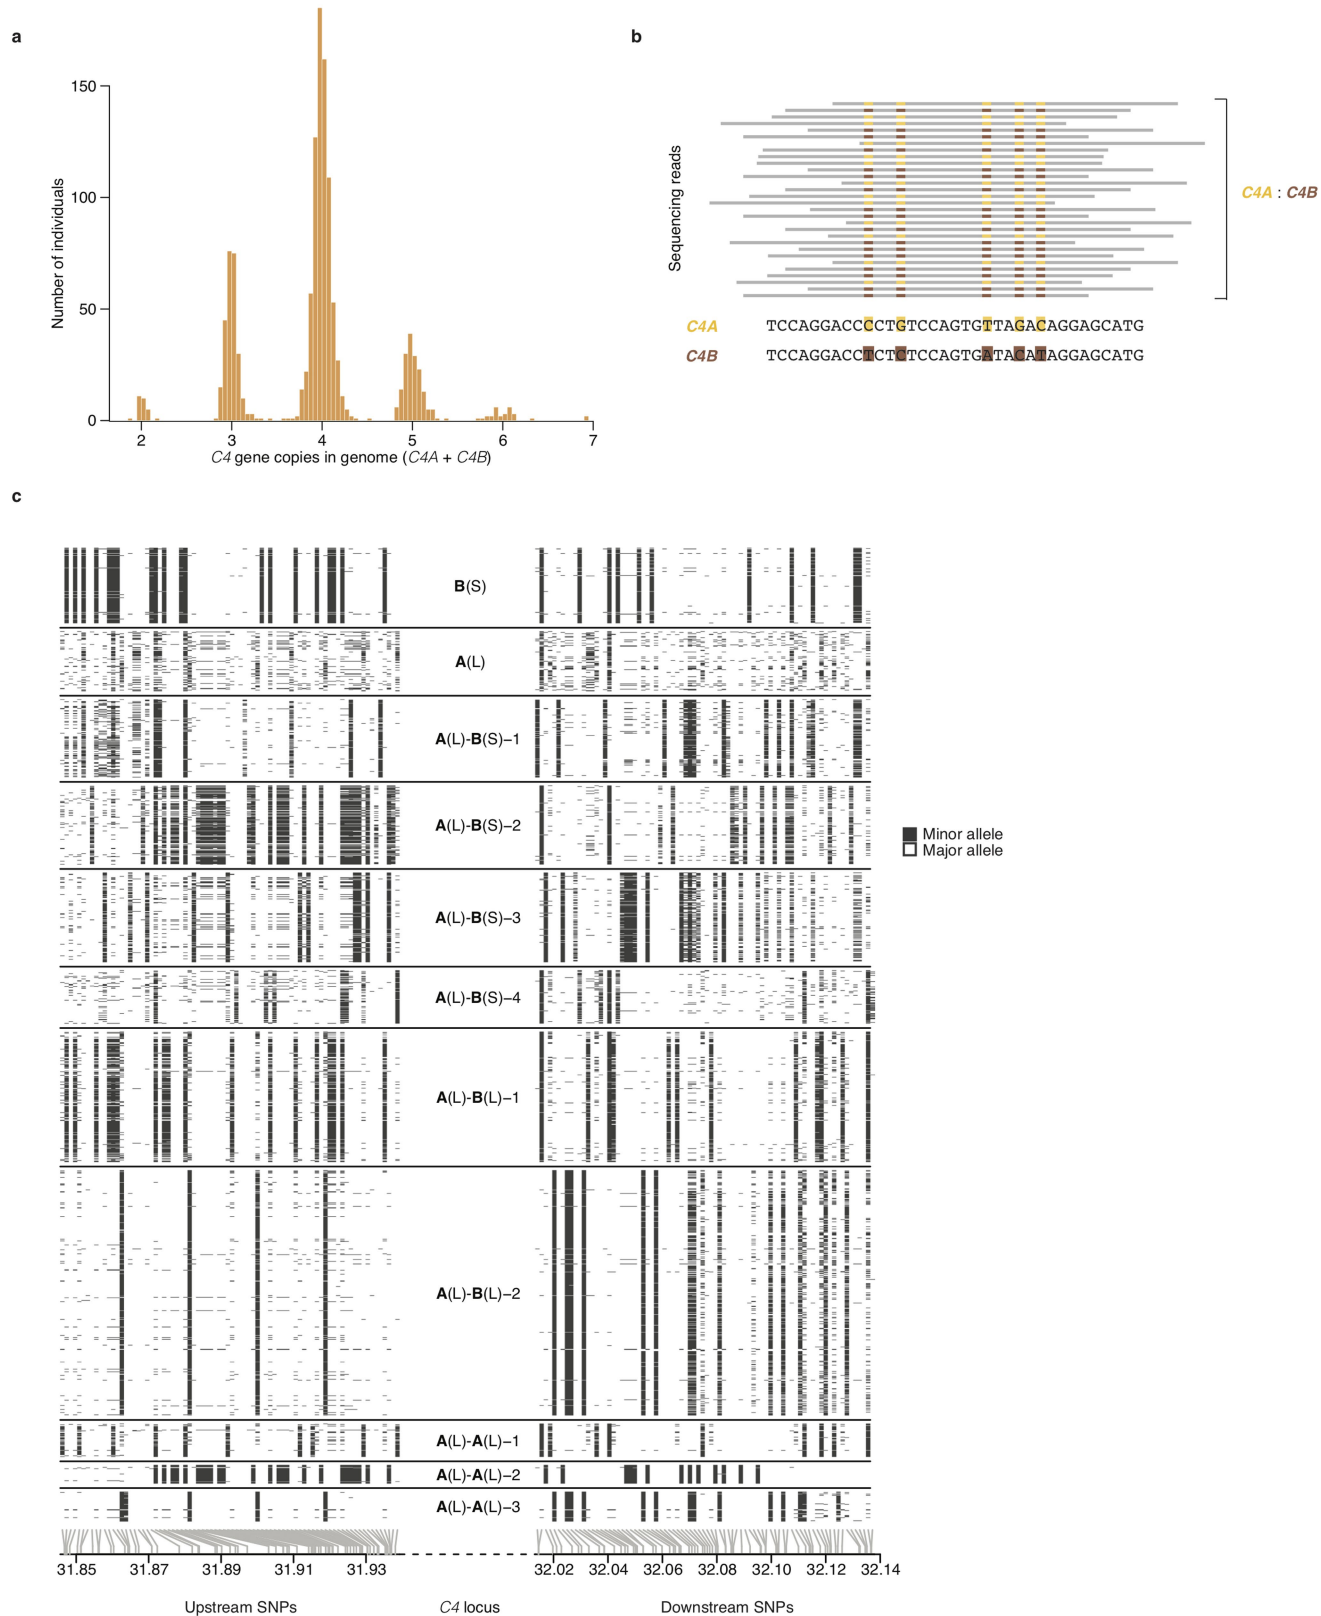 a
b
150
100
50
0
Number of individuals
2 3 4 5 6 7
C4 gene copies in genome (C4A + C4B)
Sequencing reads
C4A : C4B
C4A TCCAGGACCCCTGTCCAGTGTTAGACAGGAGCATG
C4B TCCAGGACCTCTCTCCAGTGATACATAGGAGCATG
c
B(S)
A(L)
A(L)-B(S)−1
A(L)-B(S)−2
Minor allele
Major allele
A(L)-B(S)−3
A(L)-B(S)−4
A(L)-B(L)−1
A(L)-B(L)−2
A(L)-A(L)−1
A(L)-A(L)−2
A(L)-A(L)−3
31.85 31.87 31.89 31.91 31.93 32.02 32.04 32.06 32.08 32.10 32.12 32.14
Upstream SNPs C4 locus Downstream SNPs